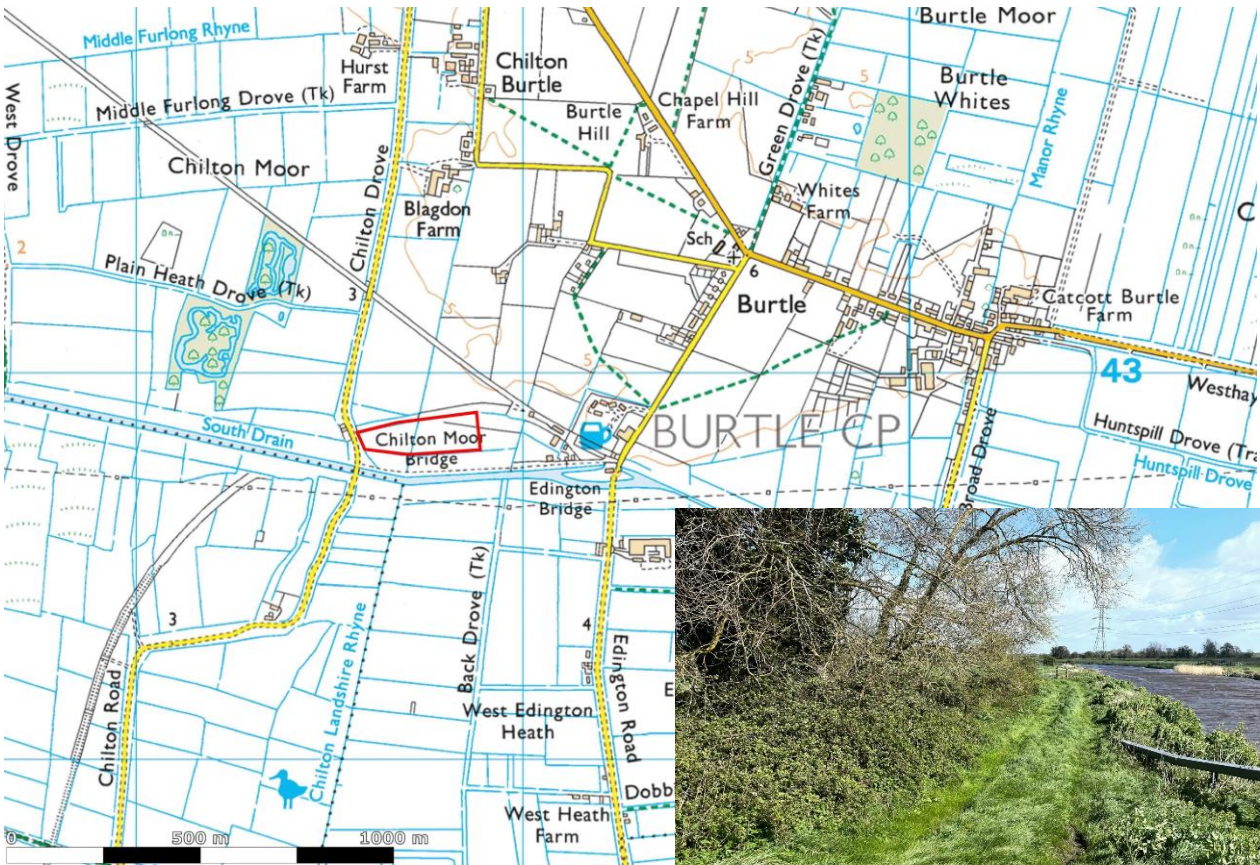 Middle Furlong Rhyne
Hurst
Farm
Chilton
Burtle
Burtle Moor
Green Drove (Tk)
5
Burtle
Whites
West Drove
Middle Furlong Drove (Tk)
Burtle
Hill
Chapel Hill
Farm
Manor Rhyne
Chilton Moor
Chilton Drove
5
Blagdon
Farm
Whites
Farm
Sch
2
Plain Heath Drove (Tk)
3
6
Burtle
Catcott Burtle
Farm
5
43
Westhay
South Drain
Chilton Moor
Bridge
BURTLE CP
Broad Drove
Huntspill Drove (Tra
Huntspill Drove
Edington
Bridge
Back Drove (Tk)
3
4
Edington Road
Chilton Road
Chilton Landshire Rhyne
West Edington
Heath
E
Dobb
West Heath
Farm
0
500 m
1000 m